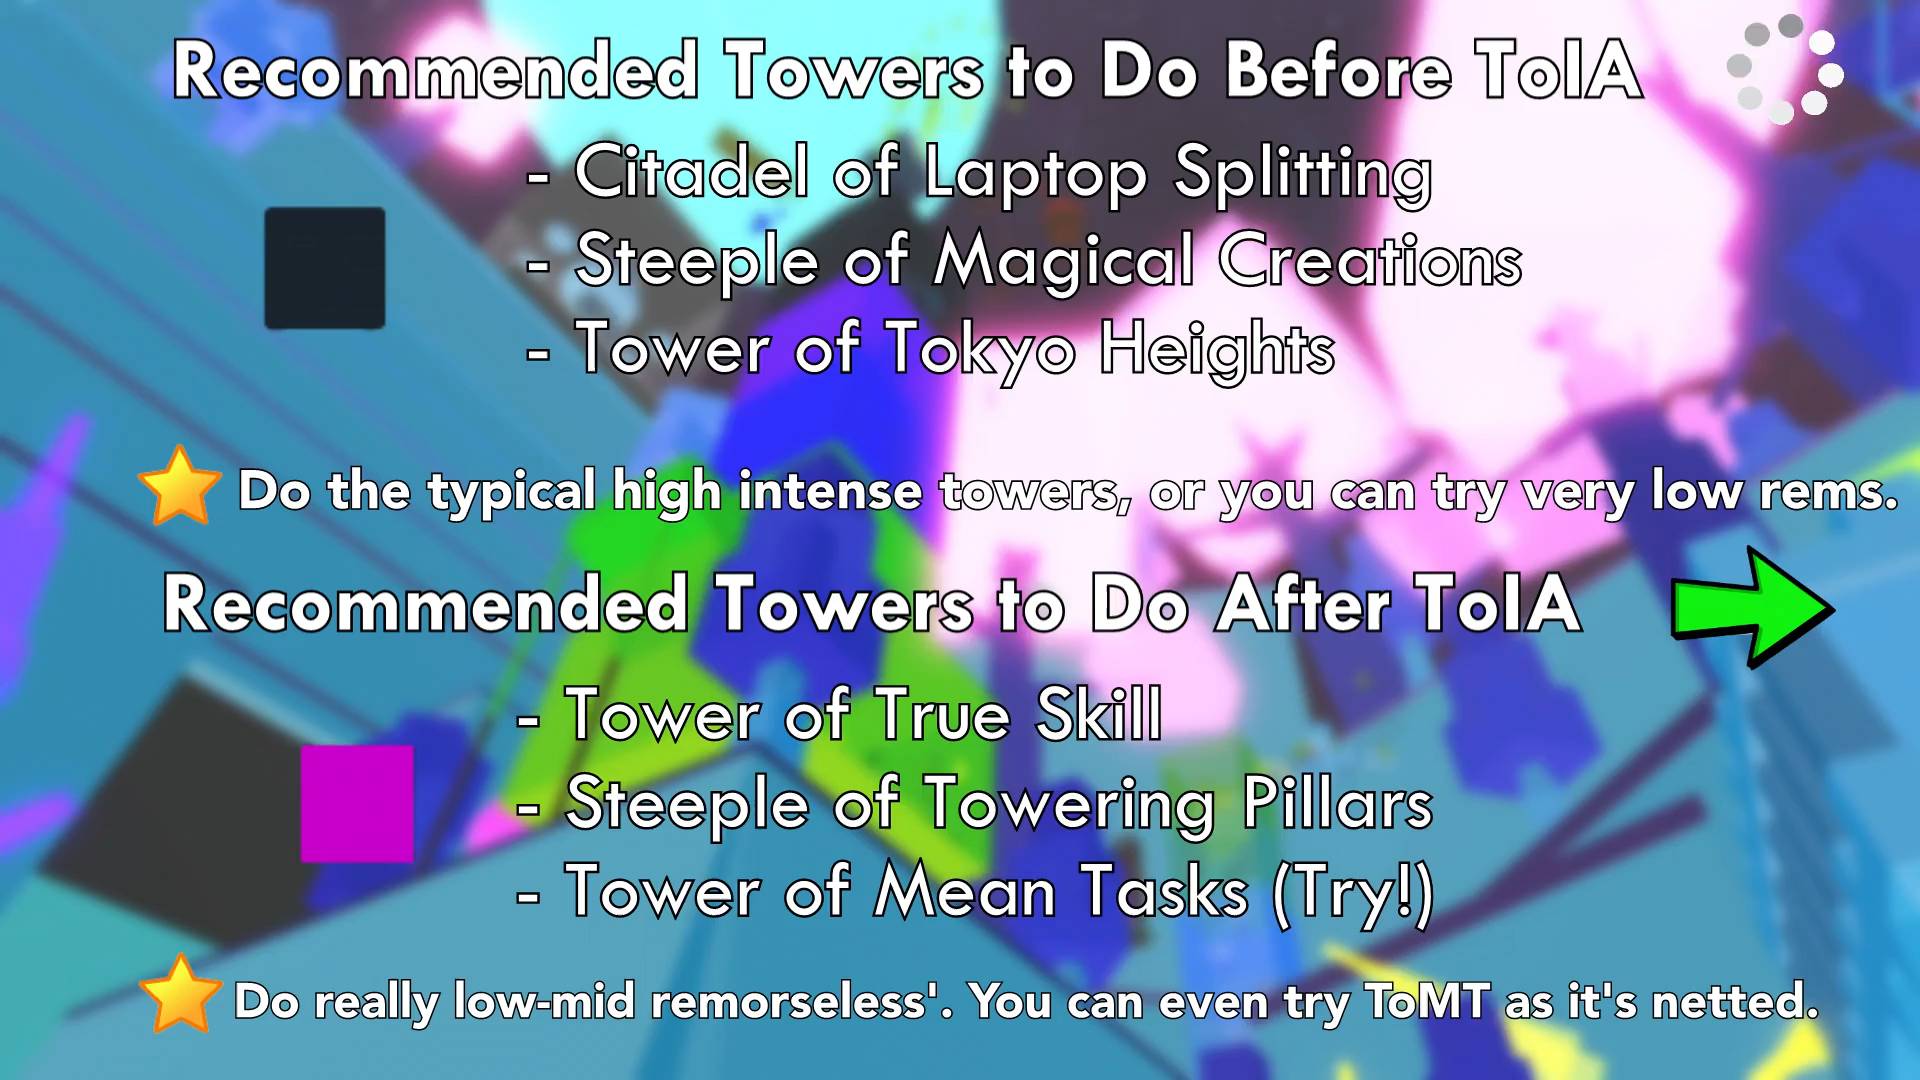 Recommended Towers to Do Before ToIA
- Citadel of Laptop Splitting
- Steeple of Magical Creations
- Tower of Tokyo Heights
Do the typical high intense towers, or you can try very low rems.
Recommended Towers to Do After ToIA
- Tower of True Skill
- Steeple of Towering Pillars
- Tower of Mean Tasks (Try!)
Do really low-mid remorseless'. You can even try ToMT as it's netted.